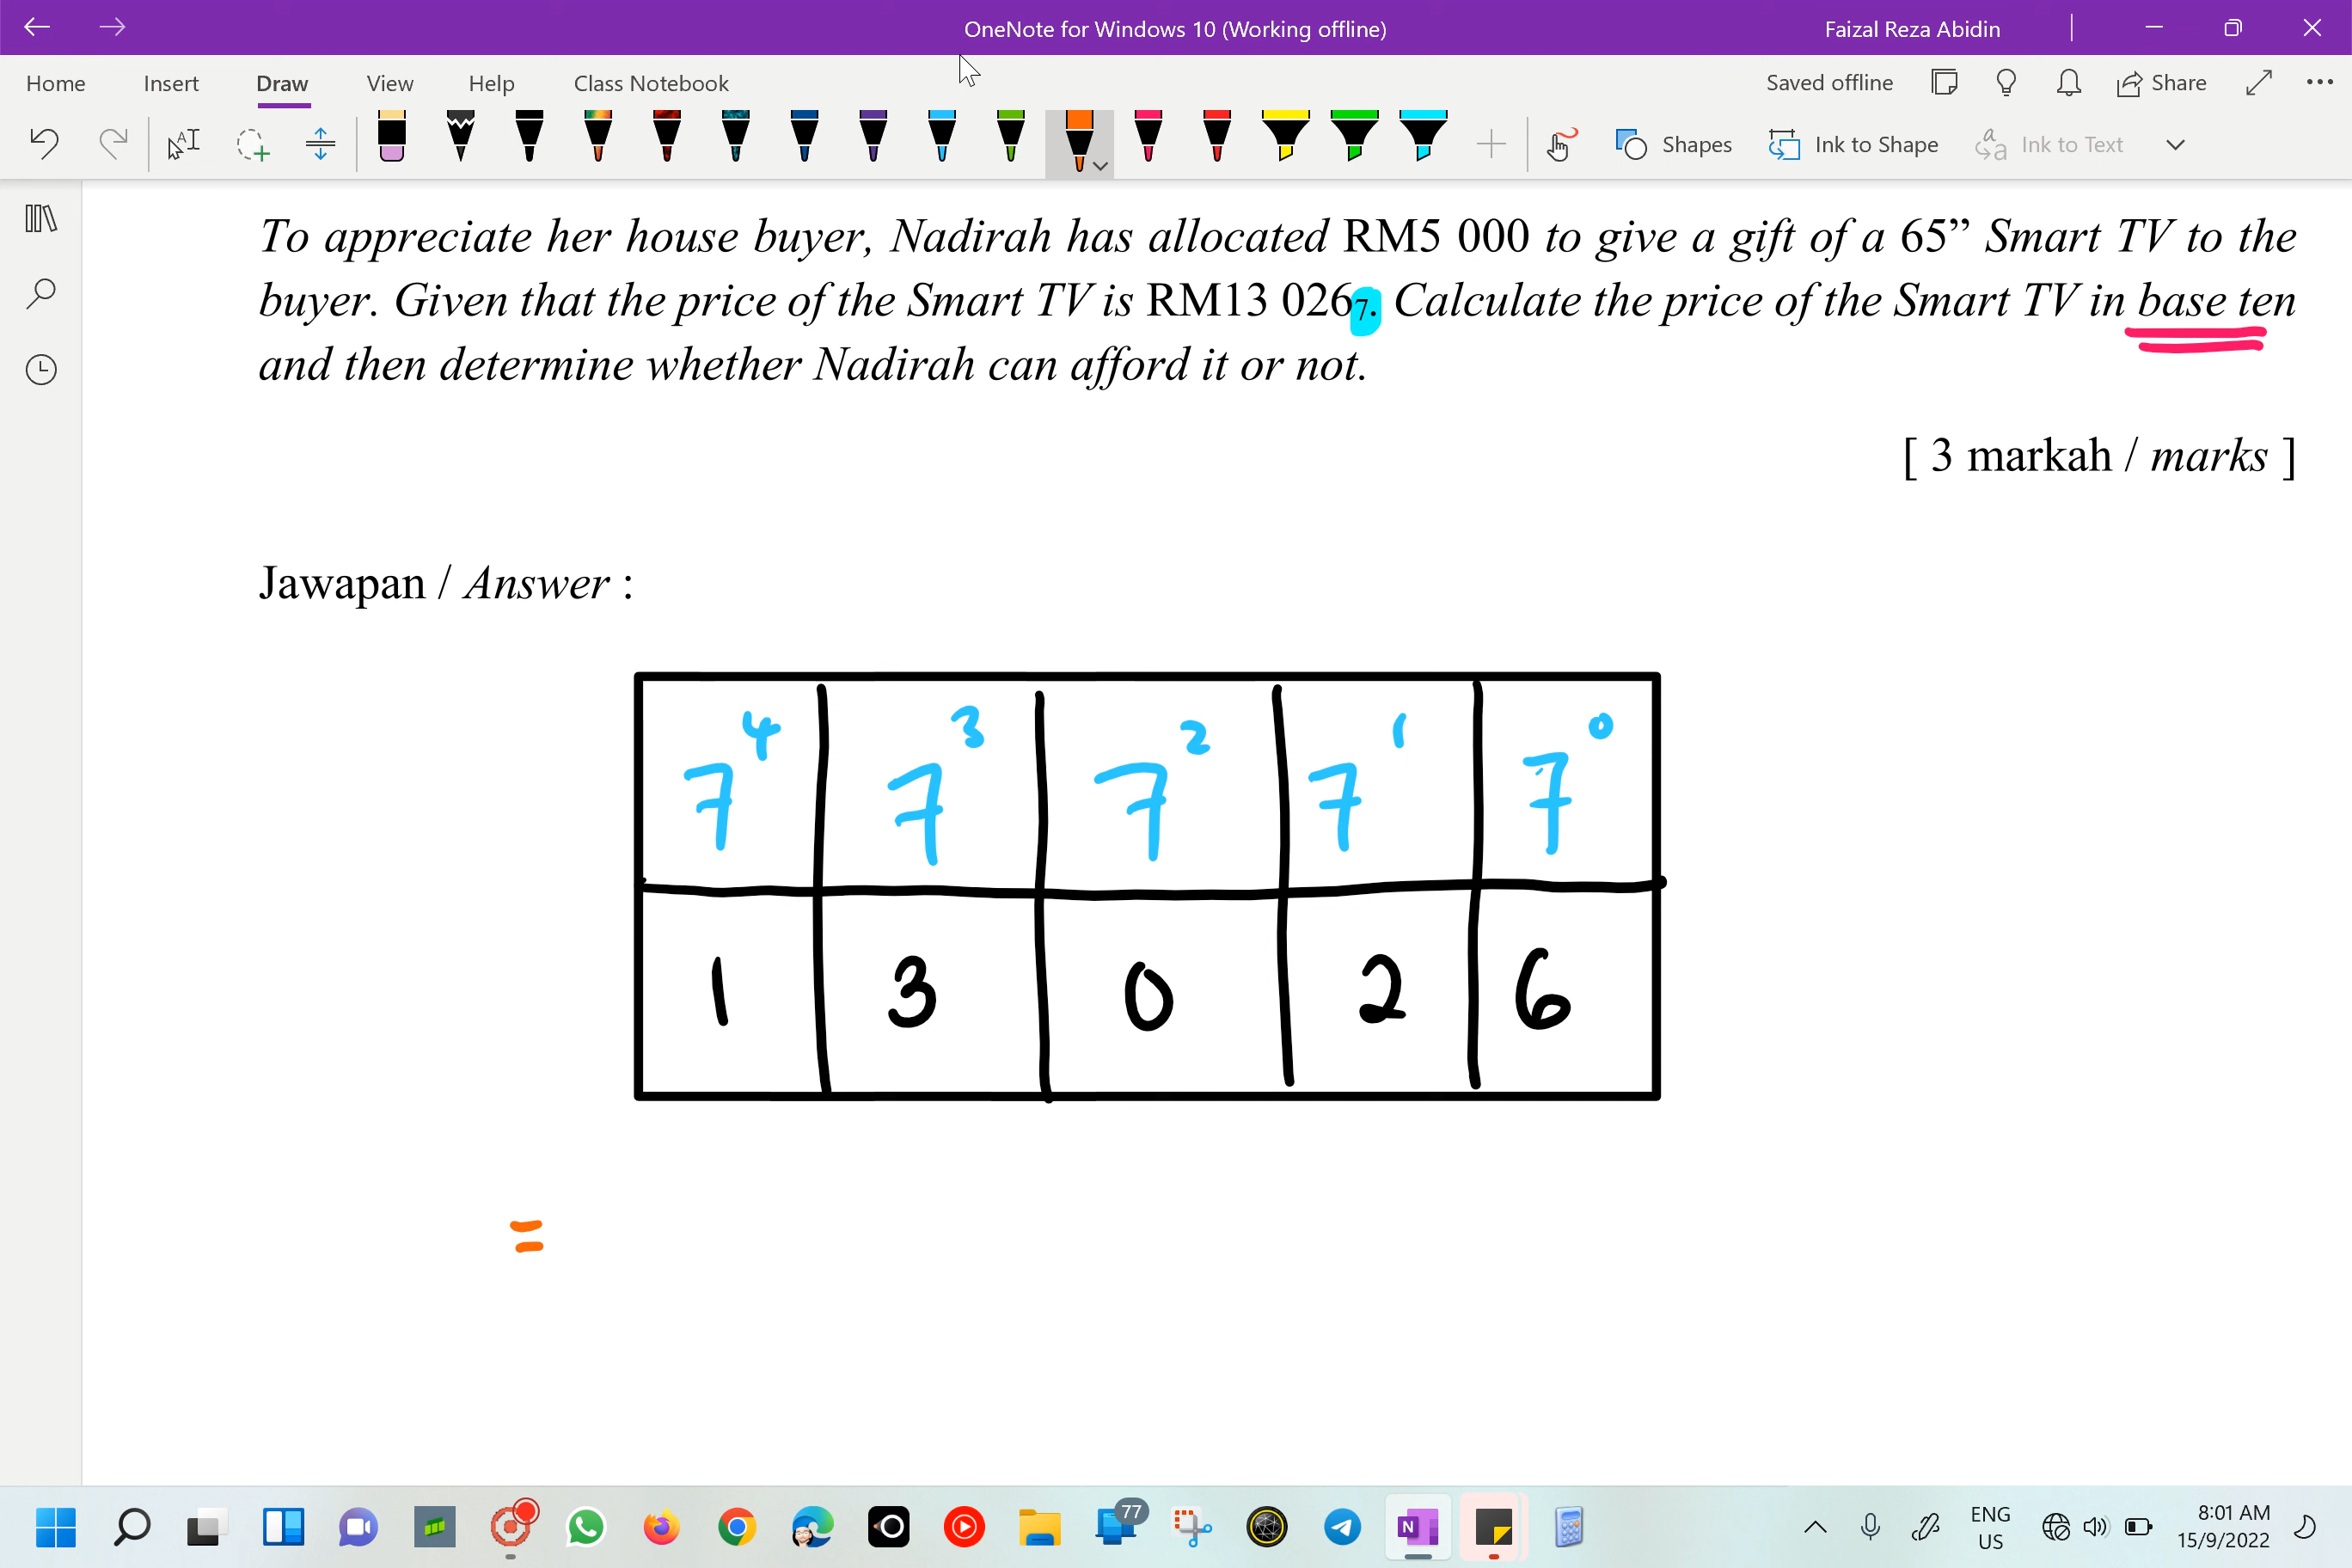 OneNote for Windows 10 (Working offline)
Faizal Reza Abidin
Home Insert Draw View Help Class Notebook
Saved offline Share
Shapes Ink to Shape Ink to Text
To appreciate her house buyer, Nadirah has allocated RM5 000 to give a gift of a 65” Smart TV to the
buyer. Given that the price of the Smart TV is RM13 026₇. Calculate the price of the Smart TV in base ten
and then determine whether Nadirah can afford it or not.
[ 3 markah / marks ]
Jawapan / Answer :
7⁴ 7³ 7² 7¹ 7⁰
1 3 0 2 6
=
77
ENG
US
8:01 AM
15/9/2022